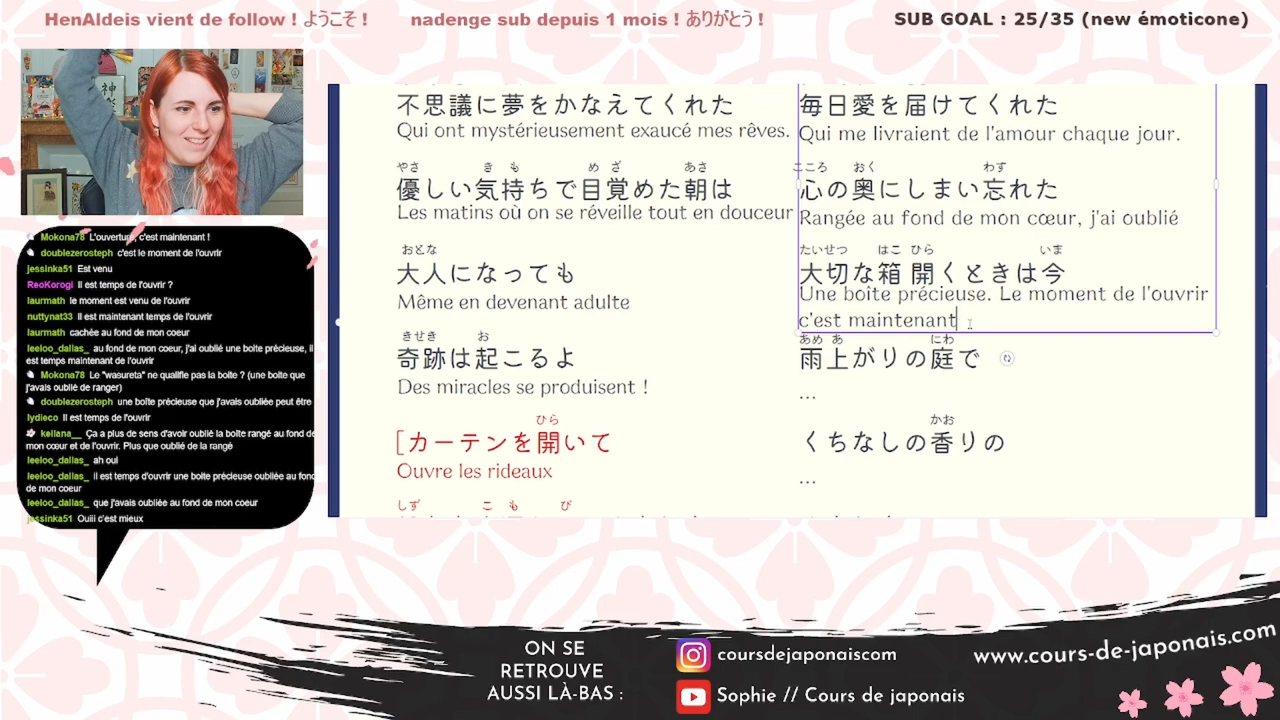 HenAldeis vient de follow ! ようこそ !
nadenge sub depuis 1 mois ! ありがとう !
SUB GOAL : 25/35 (new émoticone)
Mokona78 L'ouverture, c'est maintenant !
doublezerosteph c'est le moment de l'ouvrir
jessinka51 Est venu
ReoKorogi Il est temps de l'ouvrir ?
laurmath le moment est venu de l'ouvrir
nuttynat33 Il est maintenant temps de l'ouvrir
laurmath cachée au fond de mon coeur
leeloo_dallas_ au fond de mon coeur, j'ai oublié une boite précieuse, il
est temps maintenant de l'ouvrir
Mokona78 Le "wasureta" ne qualifie pas la boite ? (une boite que
j'avais oublié de ranger)
doublezerosteph une boîte précieuse que j'avais oubliée peut être
lydieco Il est temps de l'ouvrir
keilana__ Ça a plus de sens d'avoir oublié la boîte rangé au fond de
mon cœur et de l'ouvrir. Plus que oublié de la rangé
leeloo_dallas_ ah oui
leeloo_dallas_ il est temps d'ouvrir une boite précieuse oubliée au fond
de mon coeur
leeloo_dallas_ que j'avais oubliée au fond de mon coeur
jessinka51 Ouiii c'est mieux
不思議に夢をかなえてくれた
Qui ont mystérieusement exaucé mes rêves.
やさ き も め ざ あさ
優しい気持ちで目覚めた朝は
Les matins où on se réveille tout en douceur
おとな
大人になっても
Même en devenant adulte
きせき お
奇跡は起こるよ
Des miracles se produisent !
ひら
[カーテンを開いて
Ouvre les rideaux
しず こ も び
毎日愛を届けてくれた
Qui me livraient de l'amour chaque jour.
こころ おく わす
心の奥にしまい忘れた
Rangée au fond de mon cœur, j'ai oublié
たいせつ はこ ひら いま
大切な箱 開くときは今
Une boîte précieuse. Le moment de l'ouvrir
c'est maintenant
あめ あ にわ
雨上がりの庭で
...
かお
くちなしの香りの
...
ON SE
RETROUVE
AUSSI LÀ-BAS :
coursdejaponaiscom
Sophie // Cours de japonais
www.cours-de-japonais.com